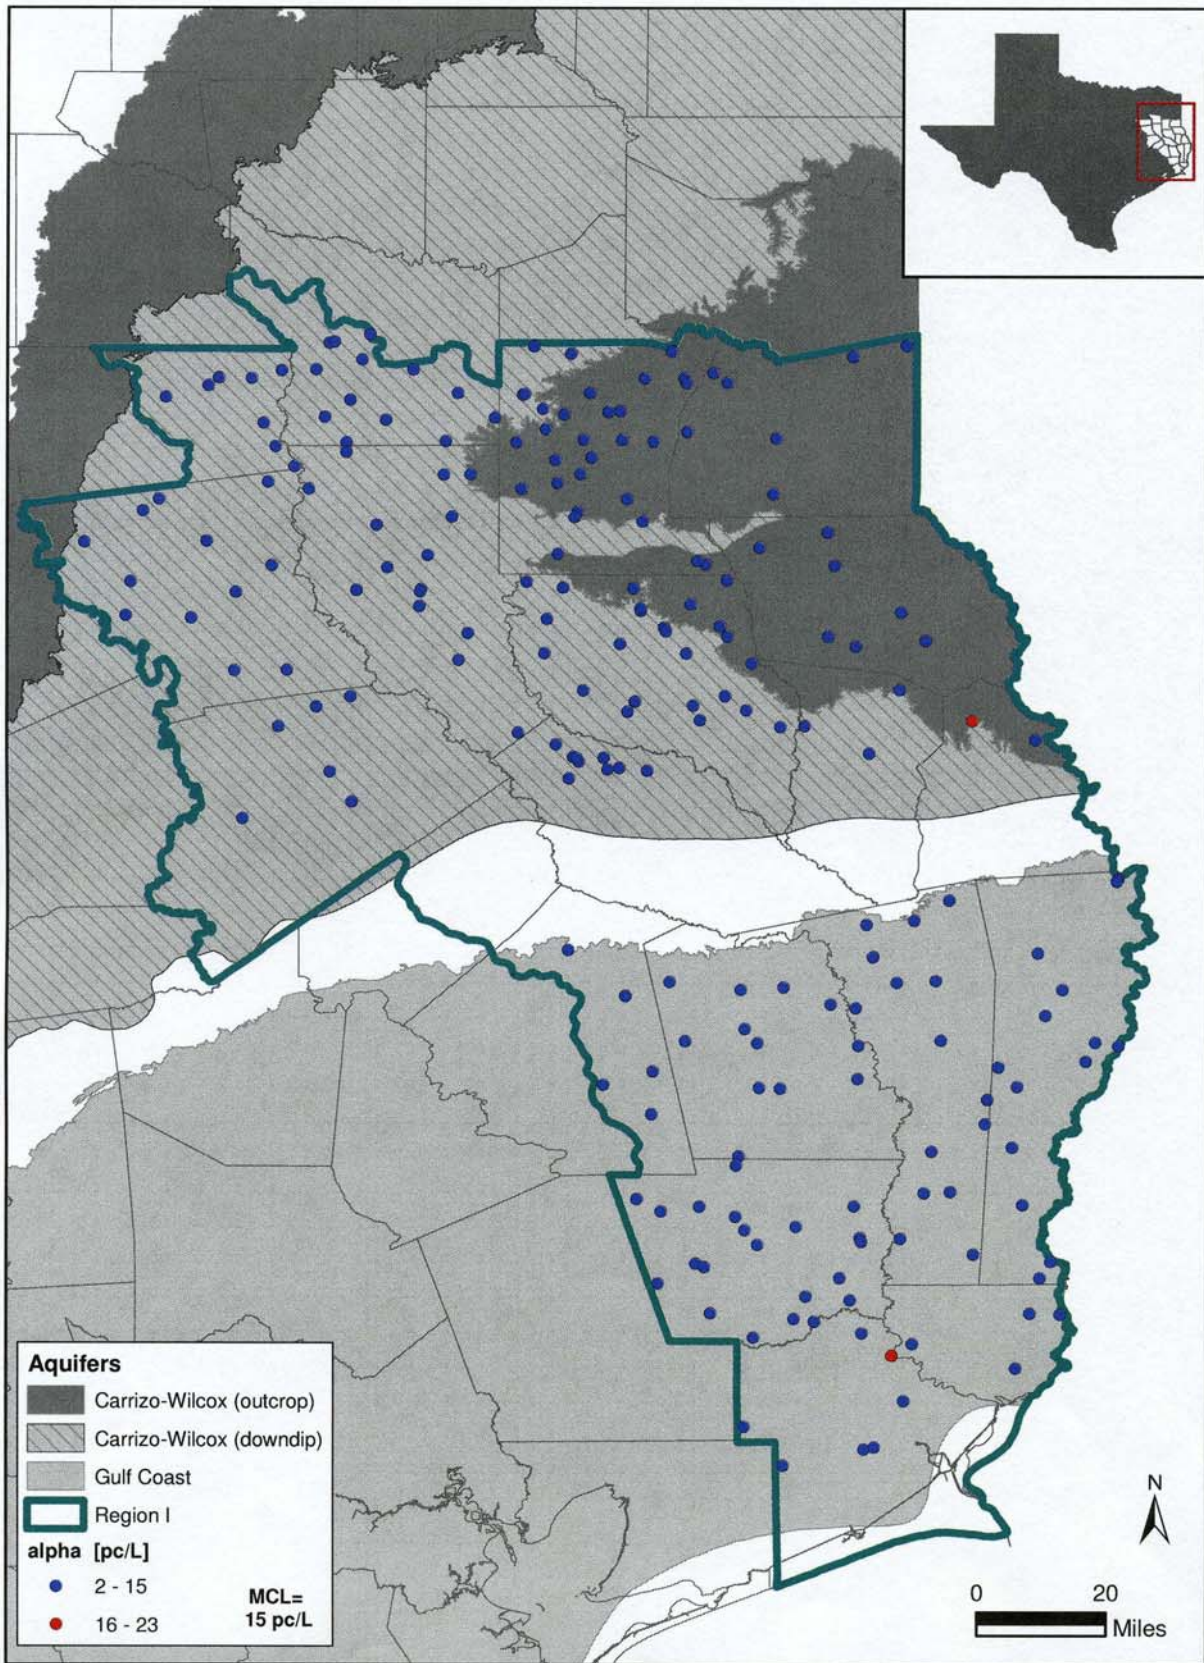 Aquifers
Carrizo-Wilcox (outcrop)
Carrizo-Wilcox (downdip)
Gulf Coast
Region I
alpha [pc/L]
2 - 15
16 - 23
MCL=
15 pc/L
N
0 20
Miles